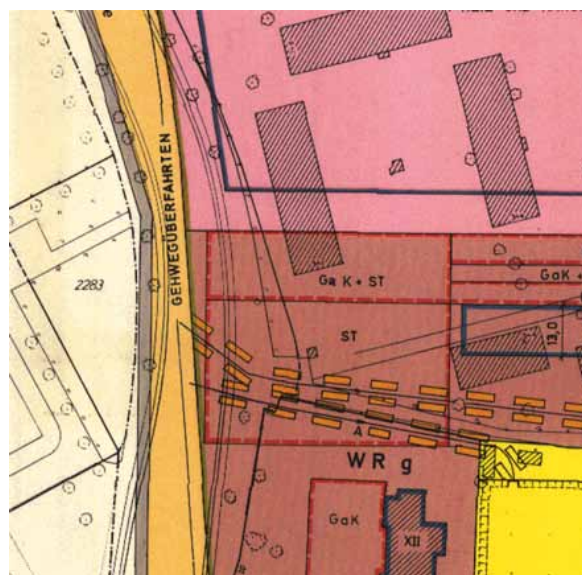 GEHWEGÜBERFAHRTEN
2283
Ga K + ST
GaK +
ST
13,0
A
WR g
GaK
XII